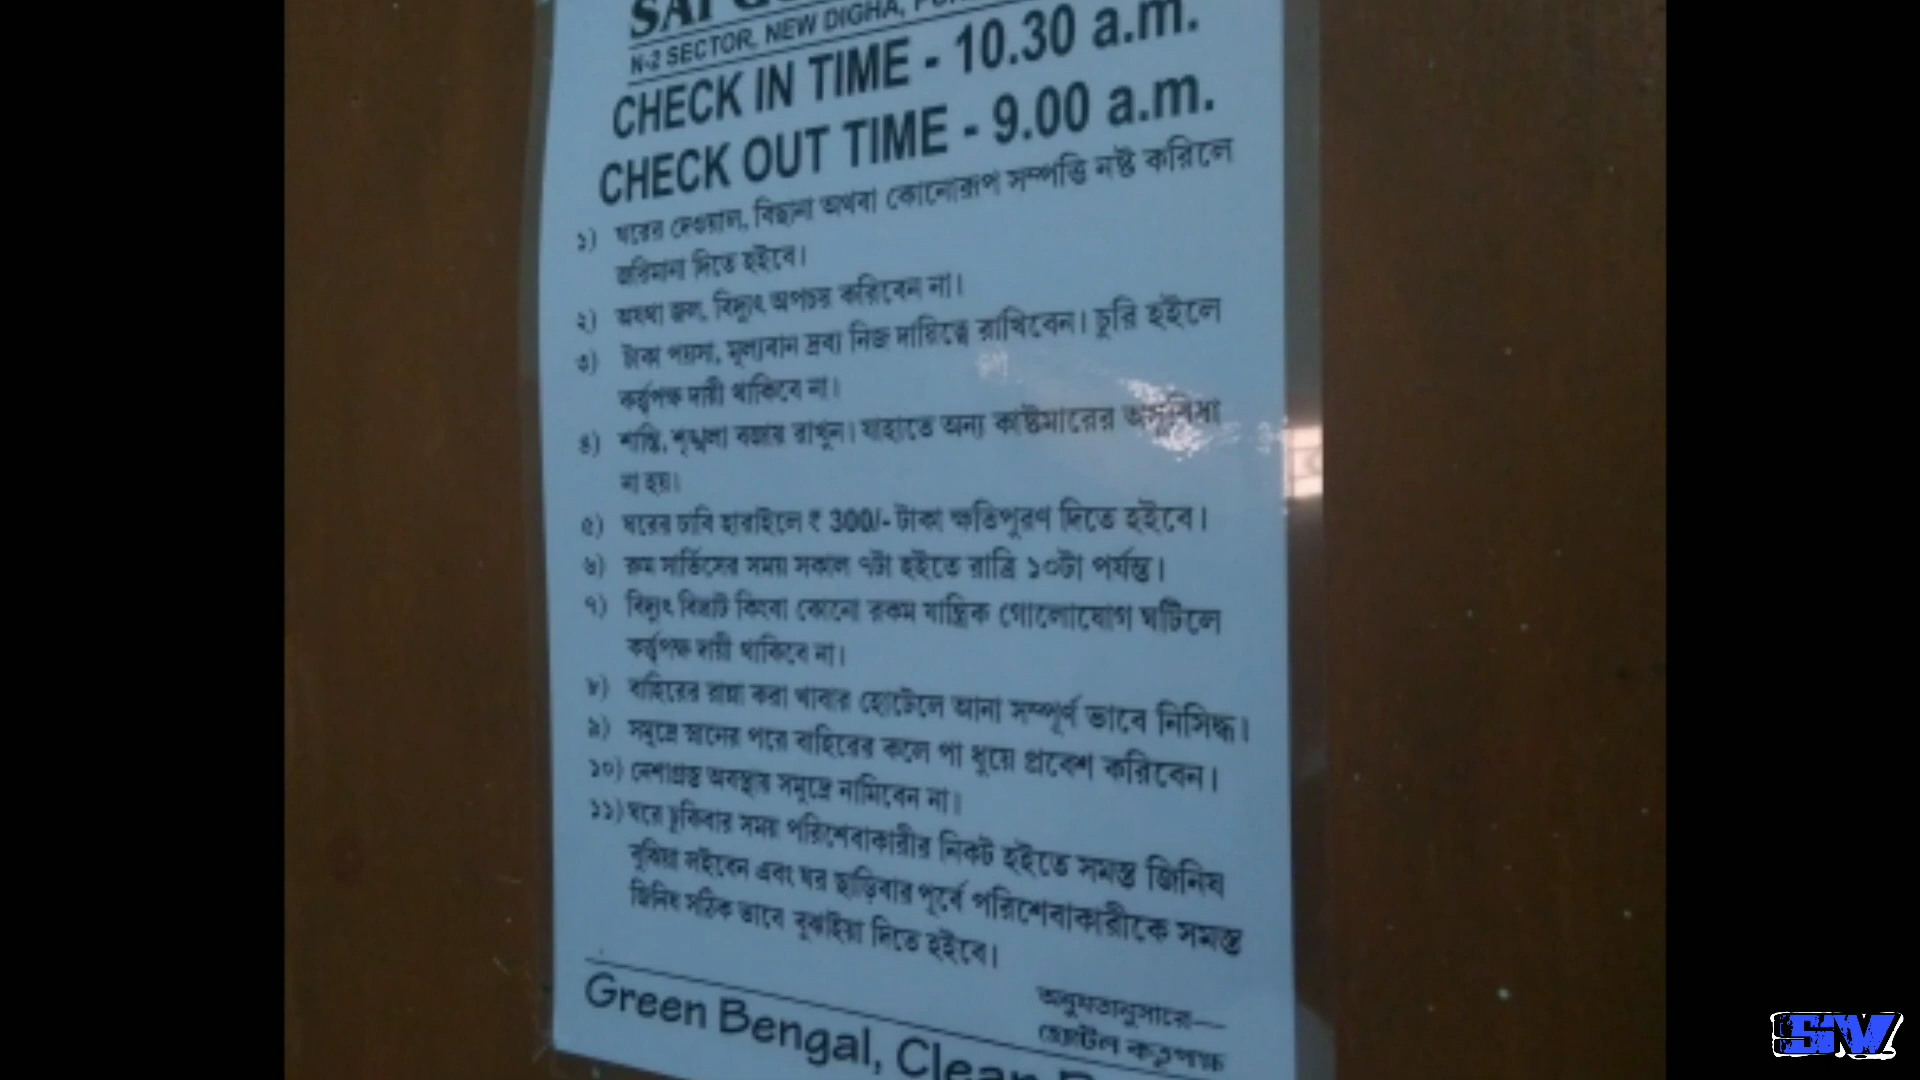 N-2 SECTOR, NEW DIGHA,
CHECK IN TIME - 10.30 a.m.
CHECK OUT TIME - 9.00 a.m.
১) ঘরের দেওয়াল, বিছানা অথবা কোনোরূপ সম্পত্তি নষ্ট করিলে
জরিমানা দিতে হইবে।
২) অযথা জল, বিদ্যুৎ অপচয় করিবেন না।
৩) টাকা পয়সা, মূল্যবান দ্রব্য নিজ দায়িত্বে রাখিবেন। চুরি হইলে
কর্তৃপক্ষ দায়ী থাকিবে না।
৪) শান্তি, শৃঙ্খলা বজায় রাখুন। যাহাতে অন্য কাষ্টমারের অসুবিধা
না হয়।
৫) ঘরের চাবি হারাইলে ₹ 300/- টাকা ক্ষতিপুরণ দিতে হইবে।
৬) রুম সার্ভিসের সময় সকাল ৭টা হইতে রাত্রি ১০টা পর্যন্ত।
৭) বিদ্যুৎ বিভ্রাট কিংবা কোনো রকম যান্ত্রিক গোলোযোগ ঘটিলে
কর্তৃপক্ষ দায়ী থাকিবে না।
৮) বাহিরের রান্না করা খাবার হোটেলে আনা সম্পূর্ণ ভাবে নিসিদ্ধ।
৯) সমুদ্রে স্নানের পরে বাহিরের কলে পা ধুয়ে প্রবেশ করিবেন।
১০) নেশাগ্রস্ত অবস্থায় সমুদ্রে নামিবেন না।
১১) ঘরে ঢুকিবার সময় পরিশেবাকারীর নিকট হইতে সমস্ত জিনিষ
বুঝিয়া লইবেন এবং ঘর ছাড়িবার পূর্বে পরিশেবাকারীকে সমস্ত
জিনিষ সঠিক ভাবে বুঝাইয়া দিতে হইবে।
অনুমতানুসারে—
হোটেল কতৃপক্ষ
Green Bengal, Clean
SW